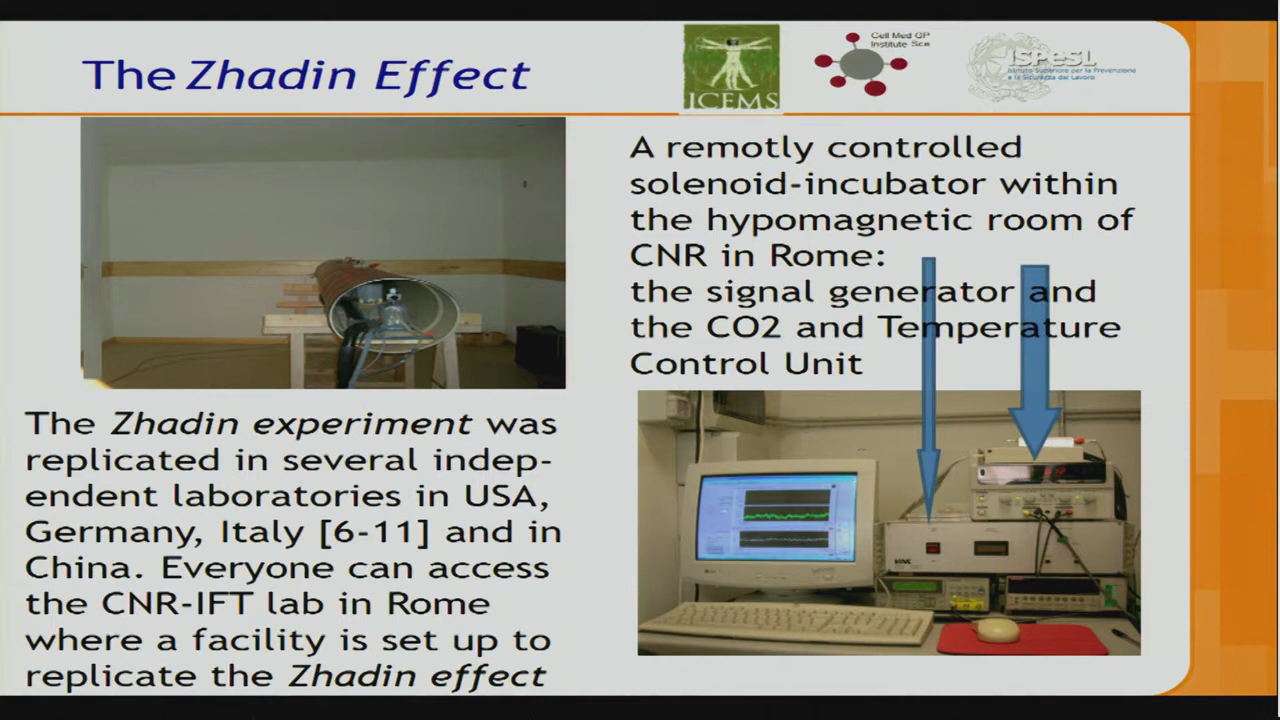 The Zhadin Effect
ICEMS
Cell Med GP
Institute Sca
ISPESL
Istituto Superiore per la Prevenzione
e la Sicurezza del Lavoro
A remotly controlled
solenoid-incubator within
the hypomagnetic room of
CNR in Rome:
the signal generator and
the CO2 and Temperature
Control Unit
The Zhadin experiment was
replicated in several indep-
endent laboratories in USA,
Germany, Italy [6-11] and in
China. Everyone can access
the CNR-IFT lab in Rome
where a facility is set up to
replicate the Zhadin effect